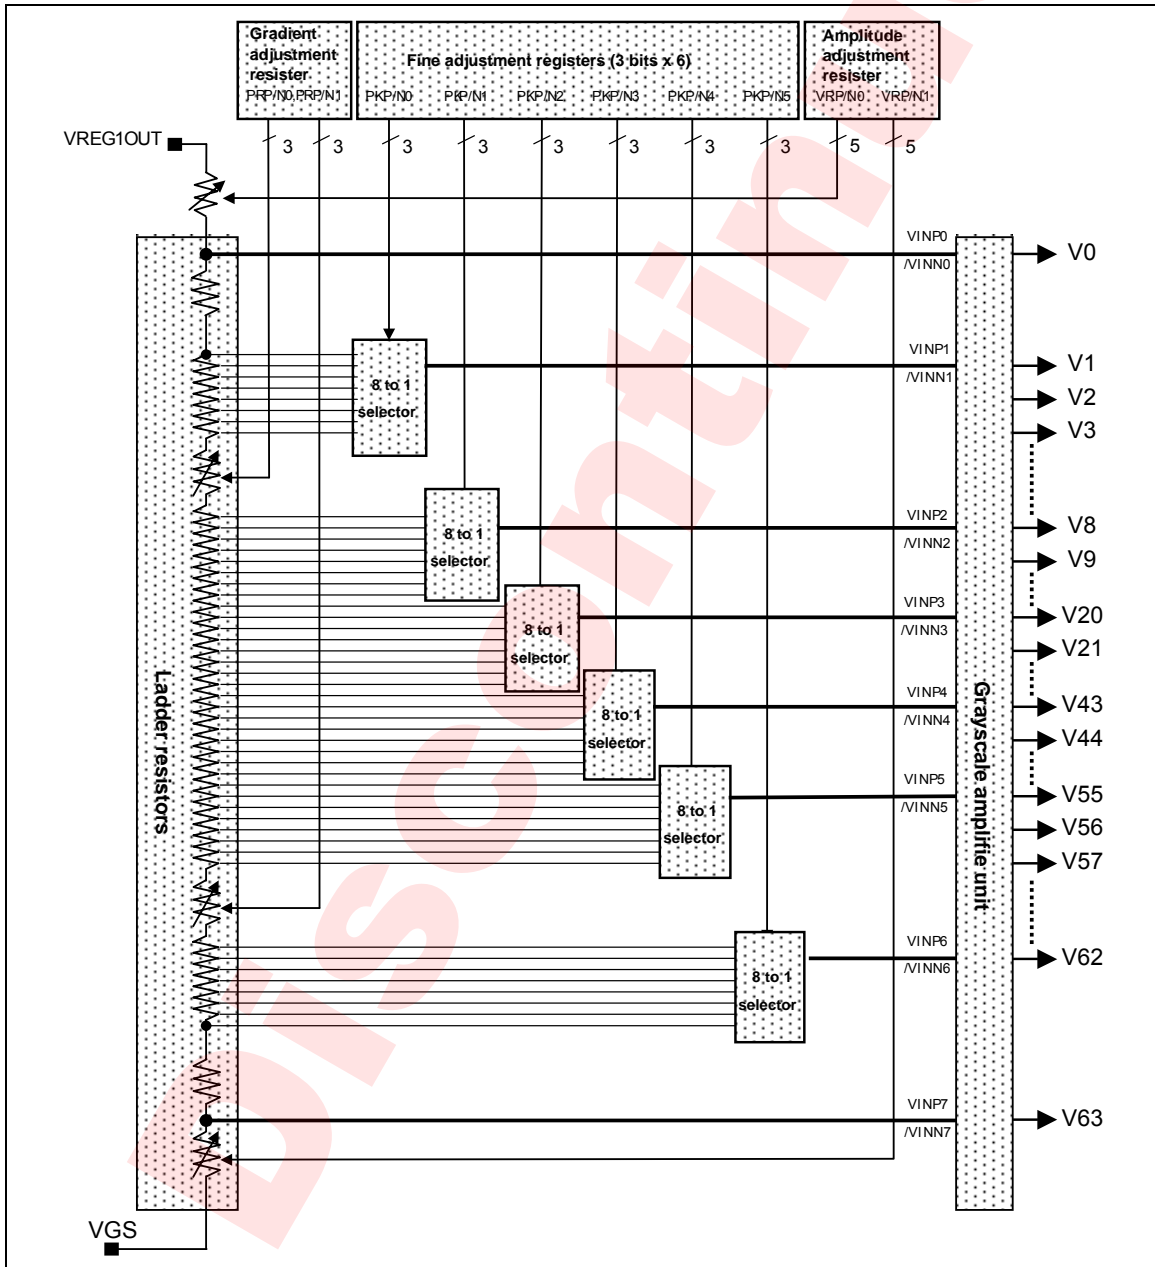 Gradient
adjustment
resister
PRP/N0 PRP/N1
Fine adjustment registers (3 bits x 6)
PKP/N0 PKP/N1 PKP/N2 PKP/N3 PKP/N4 PKP/N5
Amplitude
adjustment
resister
VRP/N0 VRP/N1
3 3 3 3 3 3 3 3 5 5
VREG1OUT
VINP0
/VINN0
V0
VINP1
/VINN1
V1
8 to 1
selector
V2
V3
VINP2
/VINN2
V8
8 to 1
selector
V9
VINP3
/VINN3
V20
8 to 1
selector
V21
VINP4
/VINN4
V43
8 to 1
selector
V44
VINP5
/VINN5
V55
8 to 1
selector
V56
V57
VINP6
/VINN6
V62
8 to 1
selector
VINP7
/VINN7
V63
Ladder resistors
Grayscale amplifie unit
VGS
Discontinu